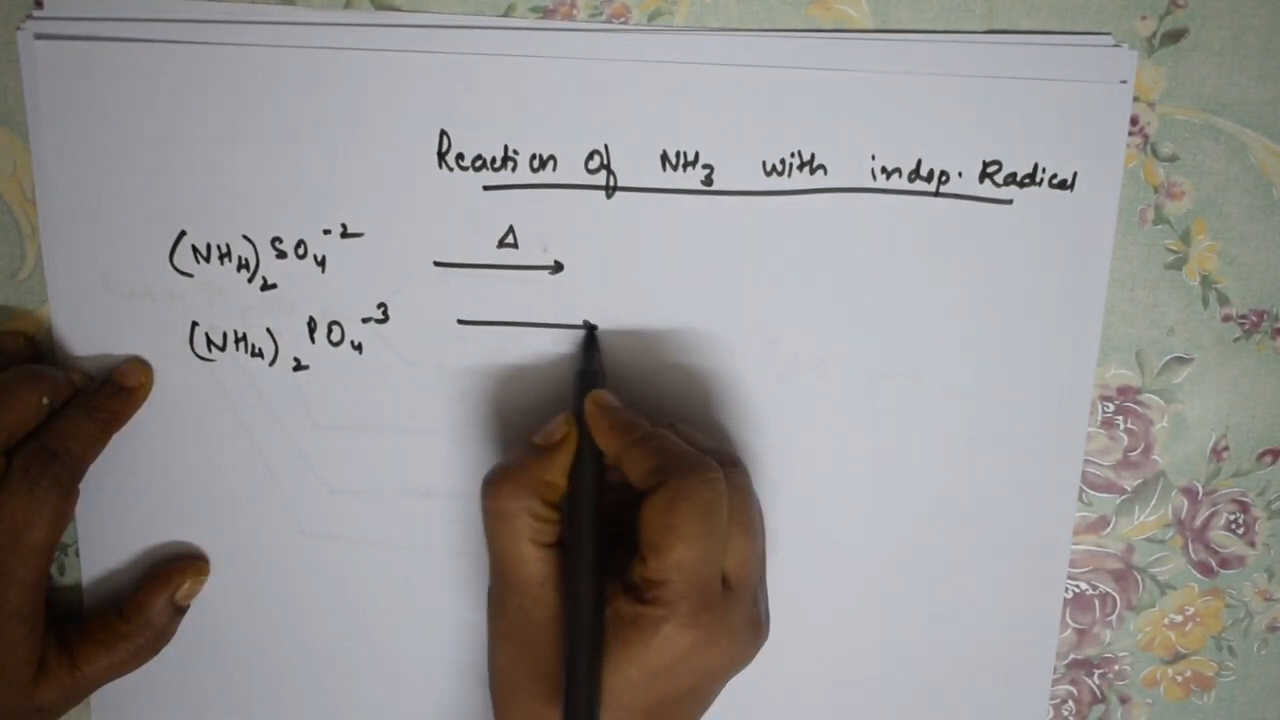 Reaction Of NH₃ with indep. Radical
(NH₄)₂SO₄⁻² Δ →
(NH₄)₂PO₄⁻³ →